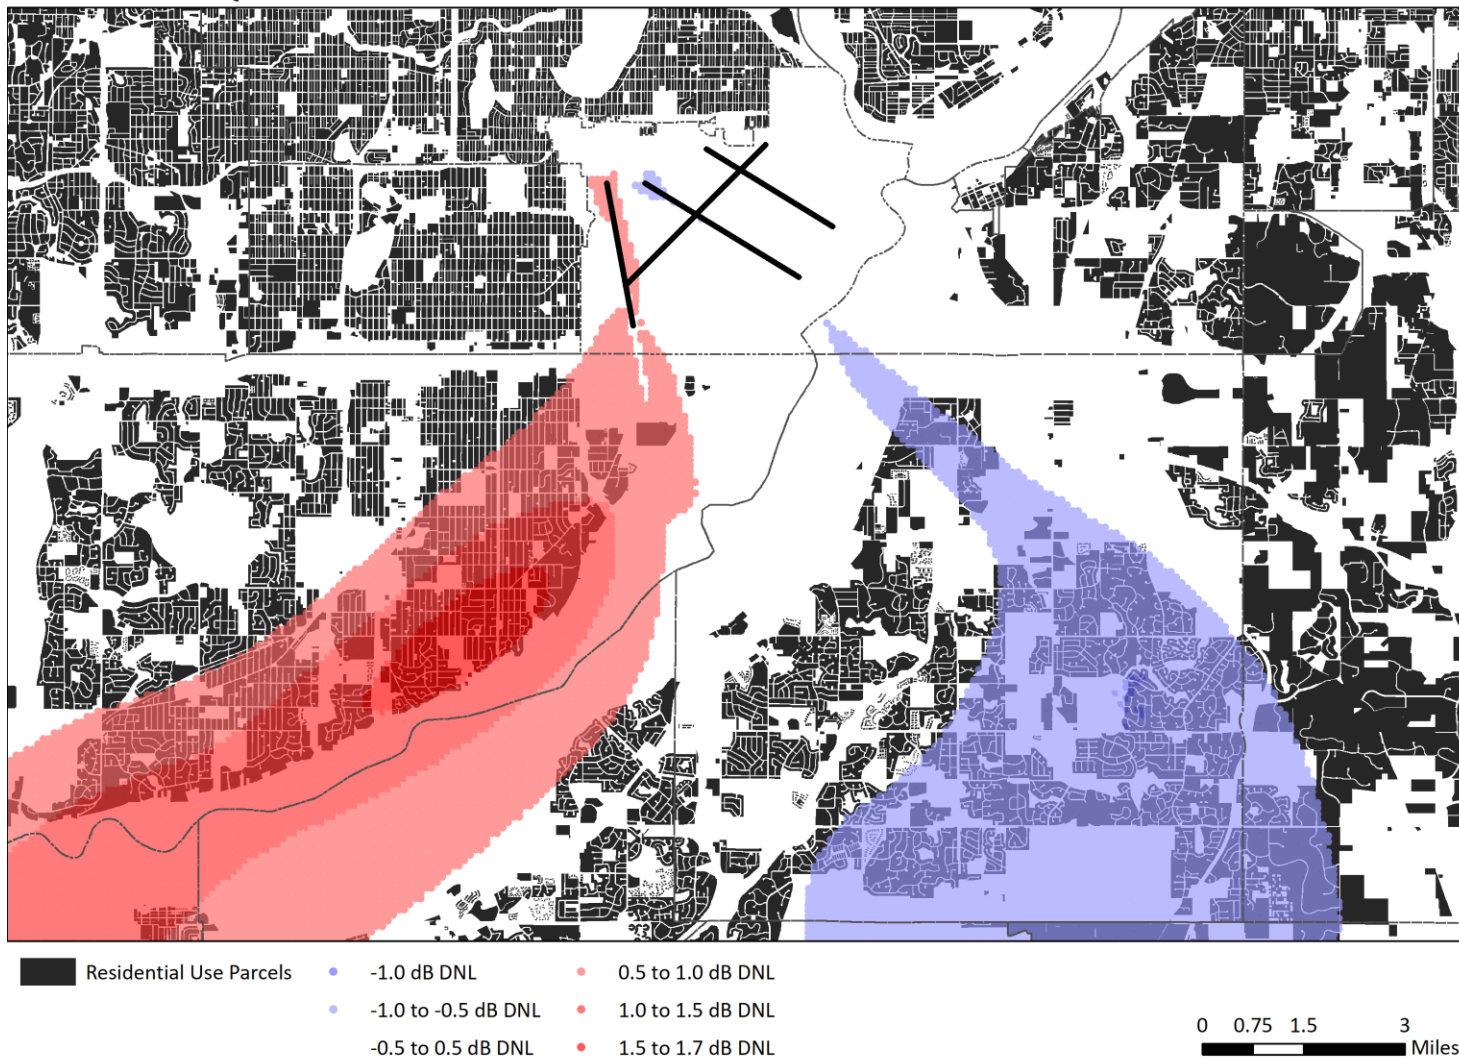 Residential Use Parcels
-1.0 dB DNL
0.5 to 1.0 dB DNL
-1.0 to -0.5 dB DNL
1.0 to 1.5 dB DNL
-0.5 to 0.5 dB DNL
1.5 to 1.7 dB DNL
0 0.75 1.5 3
Miles